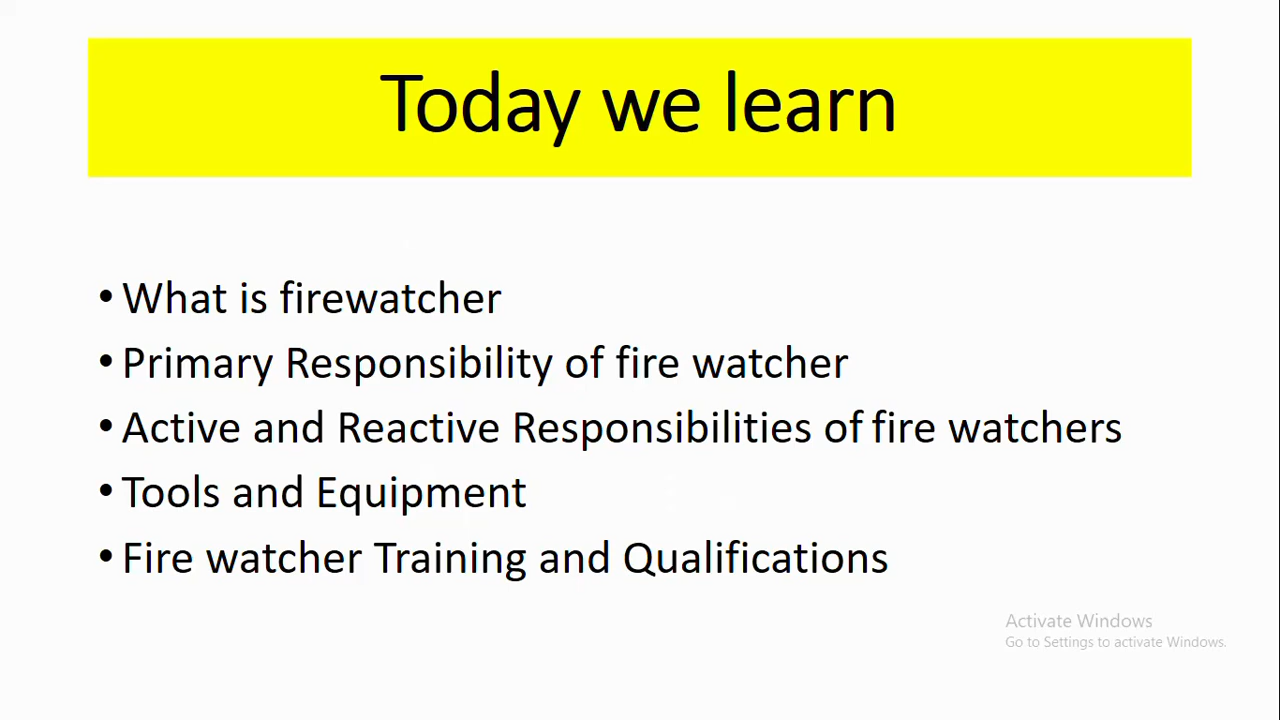 Today we learn
• What is firewatcher
• Primary Responsibility of fire watcher
• Active and Reactive Responsibilities of fire watchers
• Tools and Equipment
• Fire watcher Training and Qualifications
Activate Windows
Go to Settings to activate Windows.